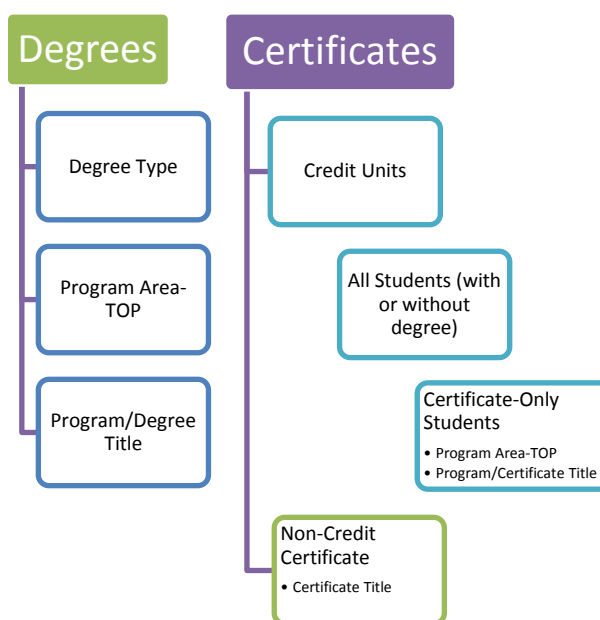 Degrees
Degree Type
Program Area-
TOP
Program/Degree
Title
Certificates
Credit Units
All Students (with
or without
degree)
Certificate-Only
Students
• Program Area-TOP
• Program/Certificate Title
Non-Credit
Certificate
• Certificate Title